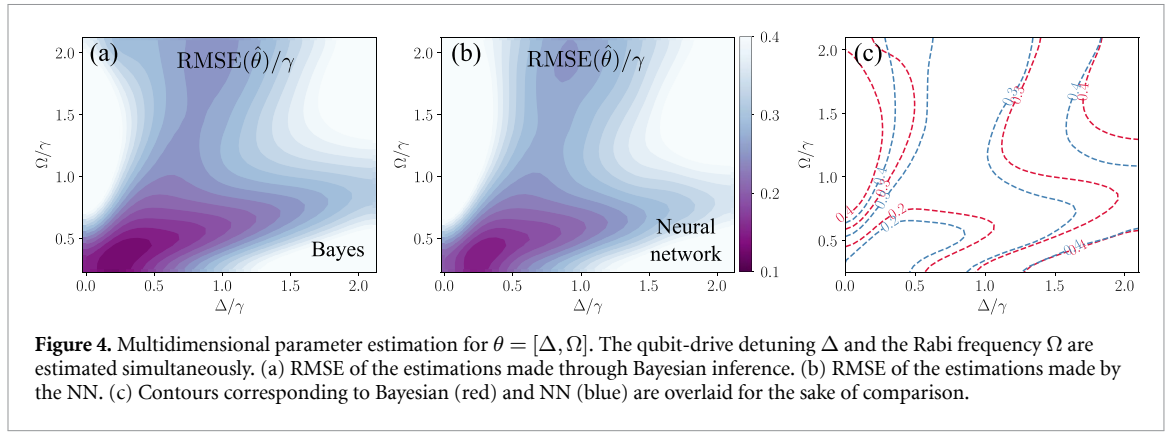 (a)
RMSE(θ̂)/γ
2.0
1.5
1.0
0.5
Ω/γ
Bayes
0.0 0.5 1.0 1.5 2.0
Δ/γ
(b)
RMSE(θ̂)/γ
2.0
1.5
1.0
0.5
Ω/γ
Neural
network
0.0 0.5 1.0 1.5 2.0
Δ/γ
0.4
0.3
0.2
0.1
(c)
2.0
1.5
1.0
0.5
Ω/γ
0.3
0.3
0.4
0.4
0.4
0.2
0.4
0.0 0.5 1.0 1.5 2.0
Δ/γ
Figure 4. Multidimensional parameter estimation for θ = [Δ, Ω]. The qubit-drive detuning Δ and the Rabi frequency Ω are
estimated simultaneously. (a) RMSE of the estimations made through Bayesian inference. (b) RMSE of the estimations made by
the NN. (c) Contours corresponding to Bayesian (red) and NN (blue) are overlaid for the sake of comparison.